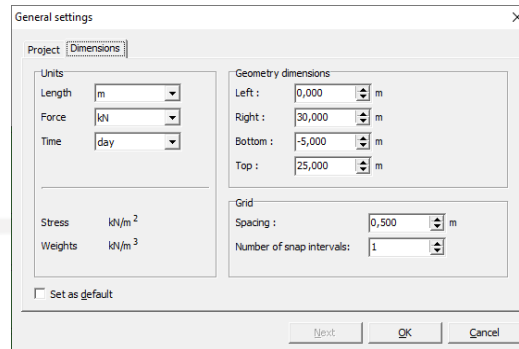 General settings
Project Dimensions
Units
Length m
Force kN
Time day
Stress kN/m 2
Weights kN/m 3
Geometry dimensions
Left : 0,000 m
Right : 30,000 m
Bottom : -5,000 m
Top : 25,000 m
Grid
Spacing : 0,500 m
Number of snap intervals: 1
Set as default
Next OK Cancel